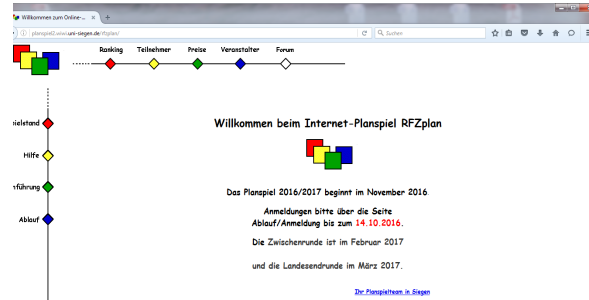 Willkommen zum Online-...
planspiel2.wiwi.uni-siegen.de/rfzplan/
Suchen
Ranking Teilnehmer Preise Veranstalter Forum
ielstand
Hilfe
nführung
Ablauf
Willkommen beim Internet-Planspiel RFZplan
Das Planspiel 2016/2017 beginnt im November 2016.
Anmeldungen bitte über die Seite
Ablauf/Anmeldung bis zum 14.10.2016.
Die Zwischenrunde ist im Februar 2017
und die Landesendrunde im März 2017.
Ihr Planspielteam in Siegen